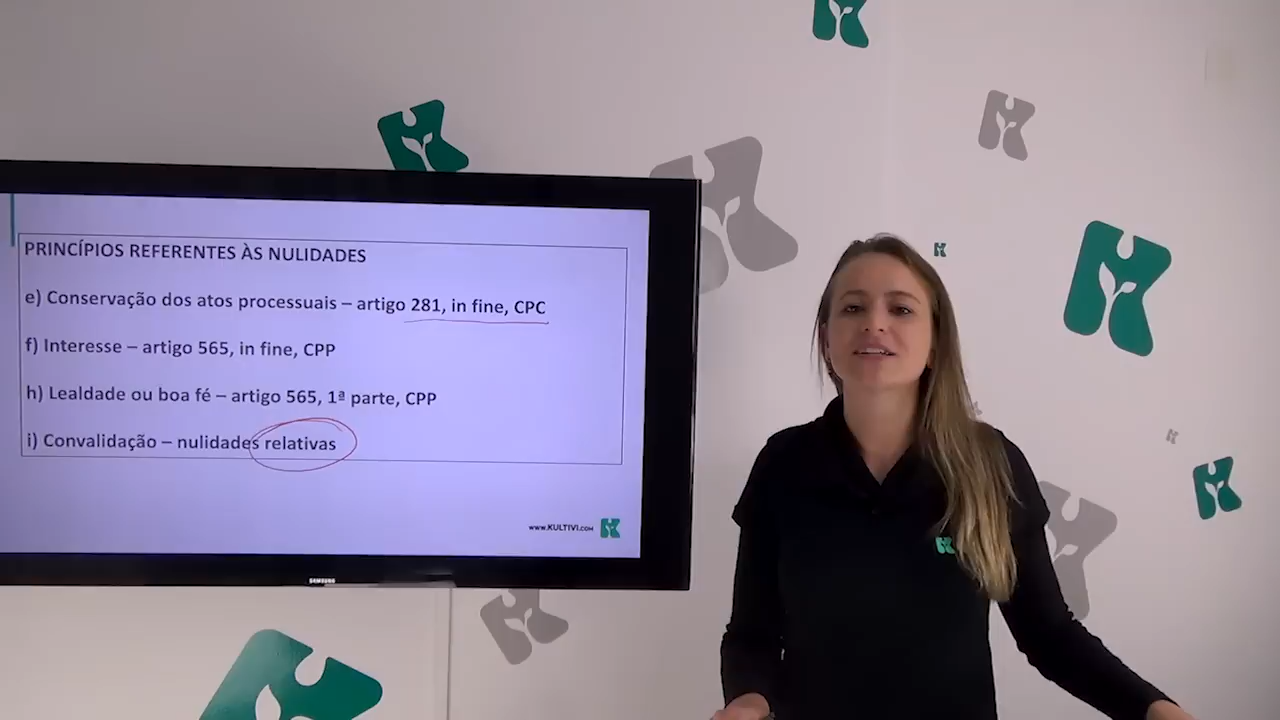 PRINCÍPIOS REFERENTES ÀS NULIDADES
e) Conservação dos atos processuais – artigo 281, in fine, CPC
f) Interesse – artigo 565, in fine, CPP
h) Lealdade ou boa fé – artigo 565, 1ª parte, CPP
i) Convalidação – nulidades relativas
www.KULTIVI.COM
SAMSUNG